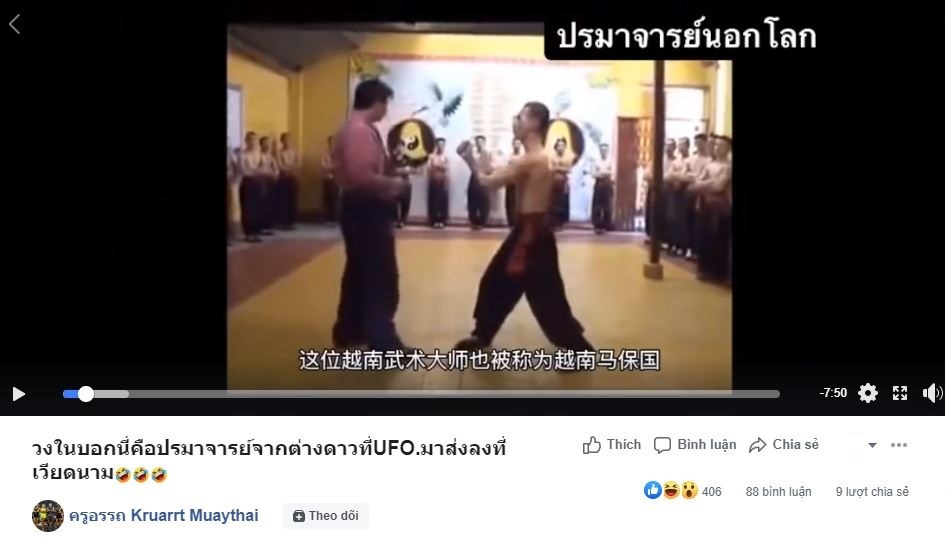 ปรมาจารย์นอกโลก
这位越南武术大师也被称为越南马保国
-7:50
วงในบอกนี่คือปรมาจารย์จากต่างดาวที่UFO.มาส่งลงที่
เวียดนาม🤣🤣🤣
Thích Bình luận Chia sẻ
406 88 bình luận 9 lượt chia sẻ
ครูอรรถ Kruarrt Muaythai Theo dõi